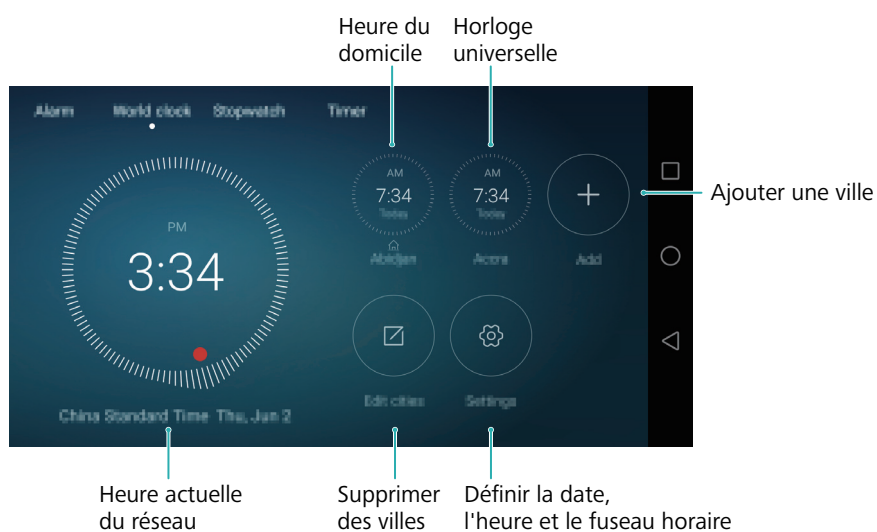 Heure du
domicile
Horloge
universelle
Alarm World clock Stopwatch Timer
AM
7:34
Today
Abidjan
AM
7:34
Today
Accra
Add
Ajouter une ville
PM
3:34
China Standard Time Thu, Jun 2
Edit cities
Settings
Heure actuelle
du réseau
Supprimer
des villes
Définir la date,
l'heure et le fuseau horaire